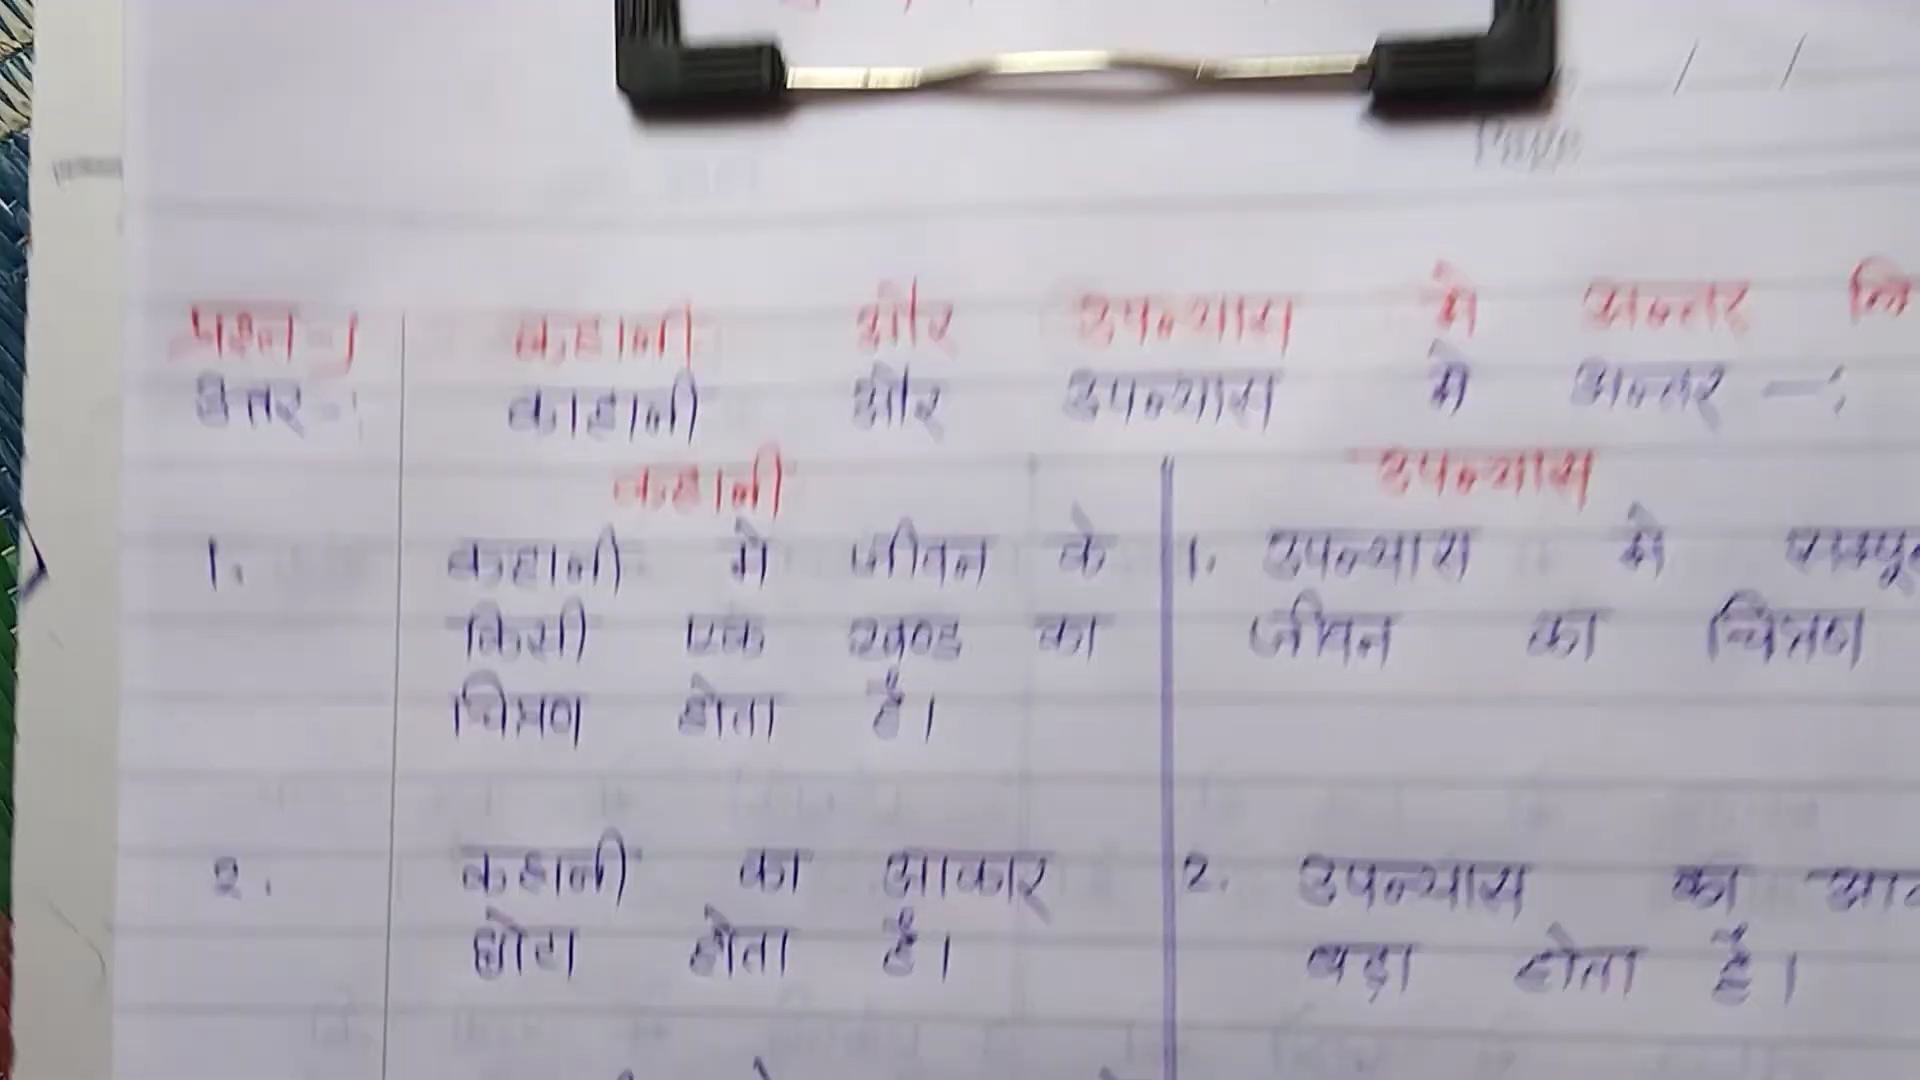 प्रश्न-1 कहानी और उपन्यास मे अन्तर
उत्तर-: काहानी और उपन्यास मे अन्तर -:
कहानी
उपन्यास
1. कहानी मे जीवन के
किसी एक खण्ड का
चित्रण होता है।
1. उपन्यास मे
जीवन का चित्रण
2. कहानी का आकार
छोटा होता है।
2. उपन्यास का
बड़ा होता है।